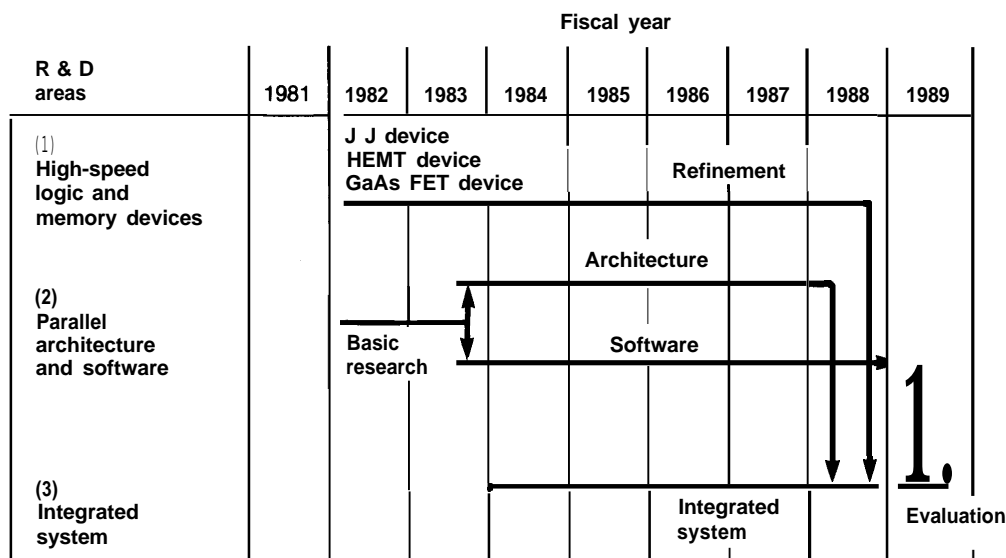 Fiscal year
R & D
areas
1981 1982 1983 1984 1985 1986 1987 1988 1989
(1)
High-speed
logic and
memory devices
J J device
HEMT device
GaAs FET device
Refinement
(2)
Parallel
architecture
and software
Basic
research
Architecture
Software
1.
(3)
Integrated
system
Integrated
system
Evaluation